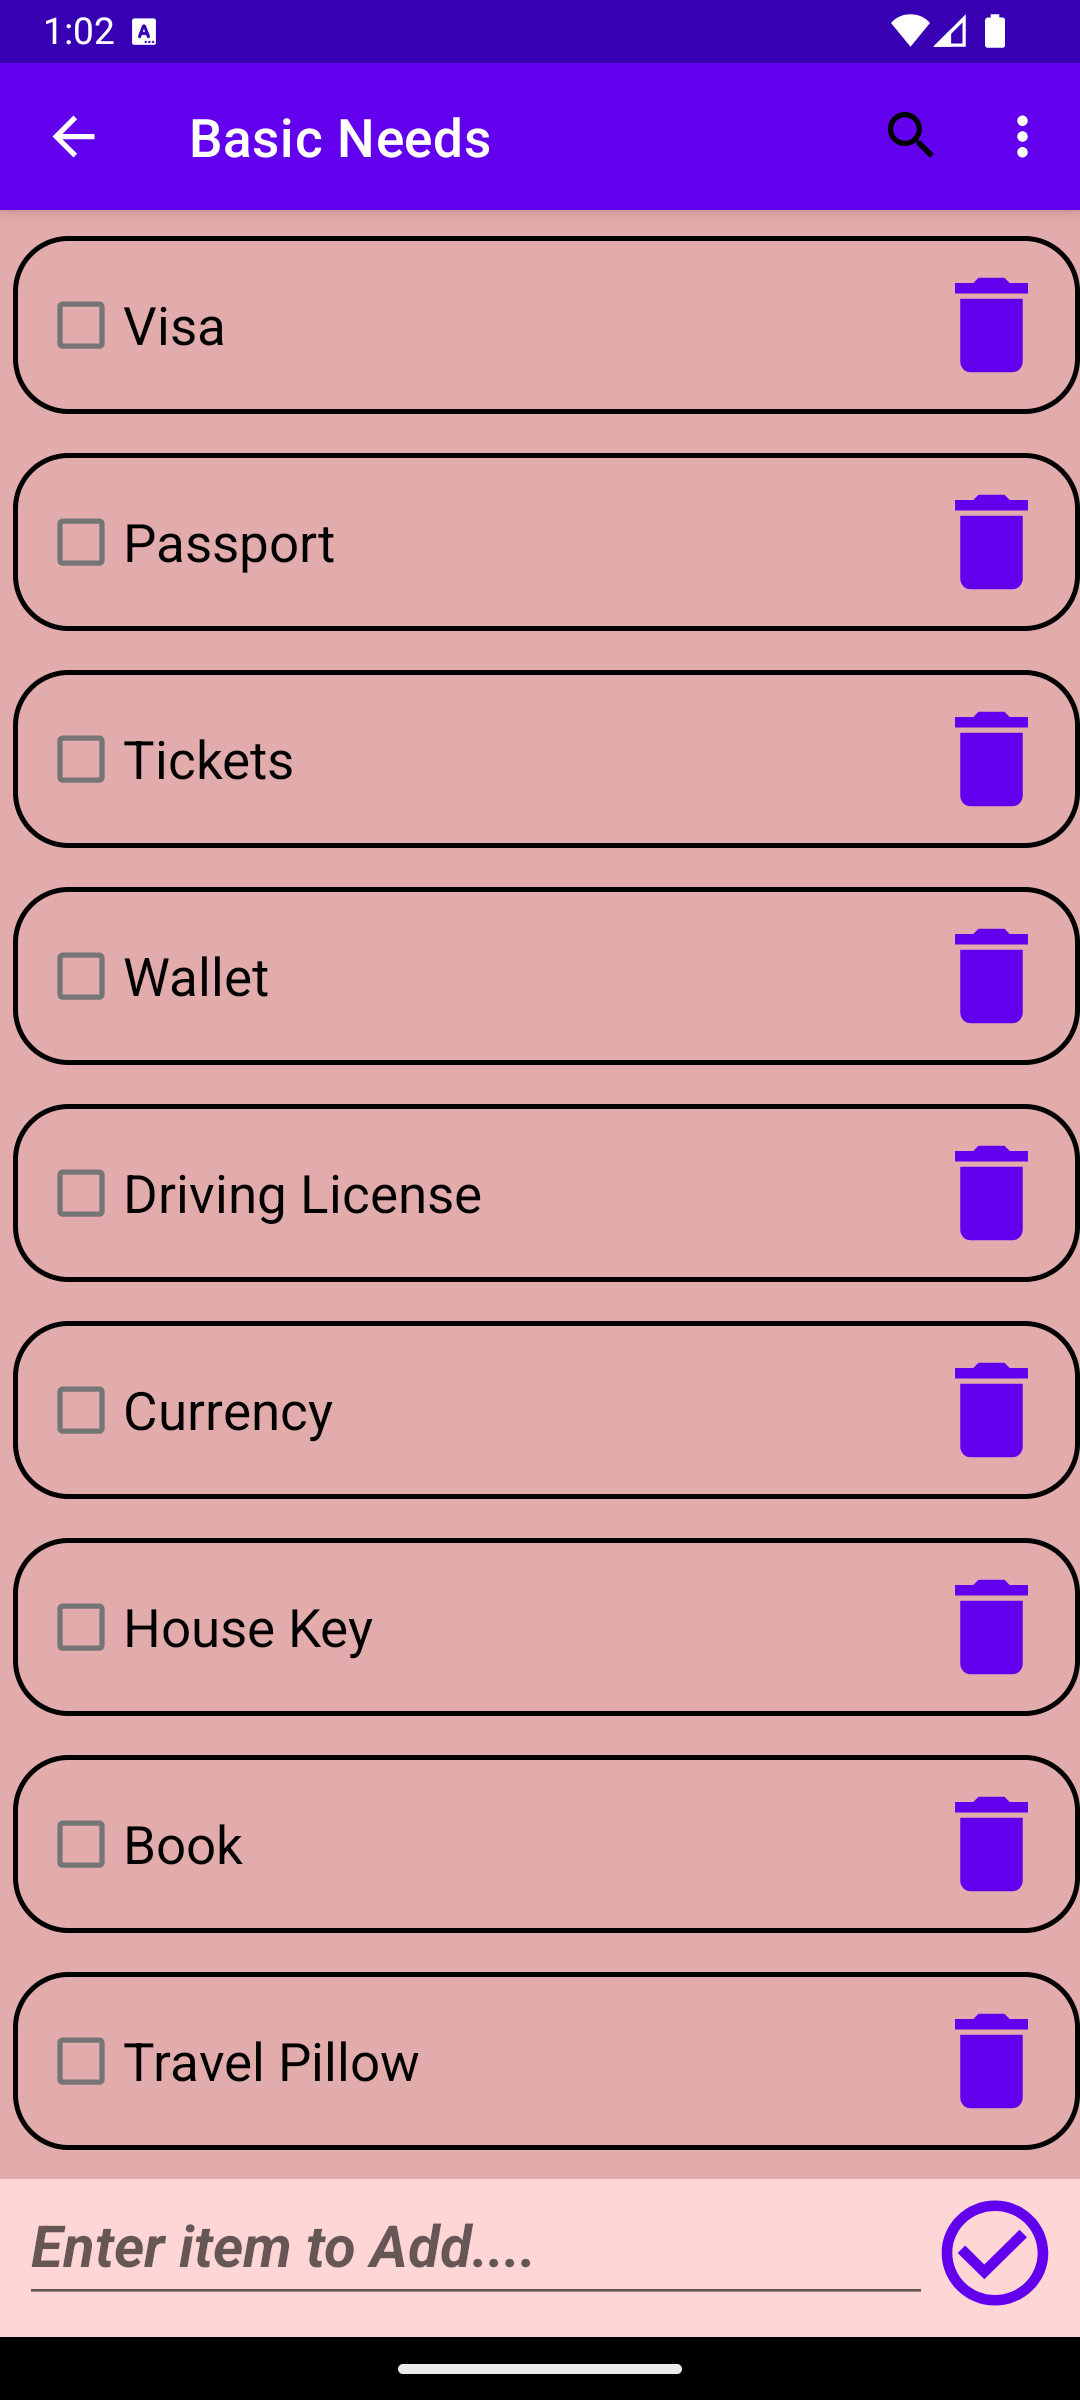 1:02
Basic Needs
Visa
Passport
Tickets
Wallet
Driving License
Currency
House Key
Book
Travel Pillow
Enter item to Add....